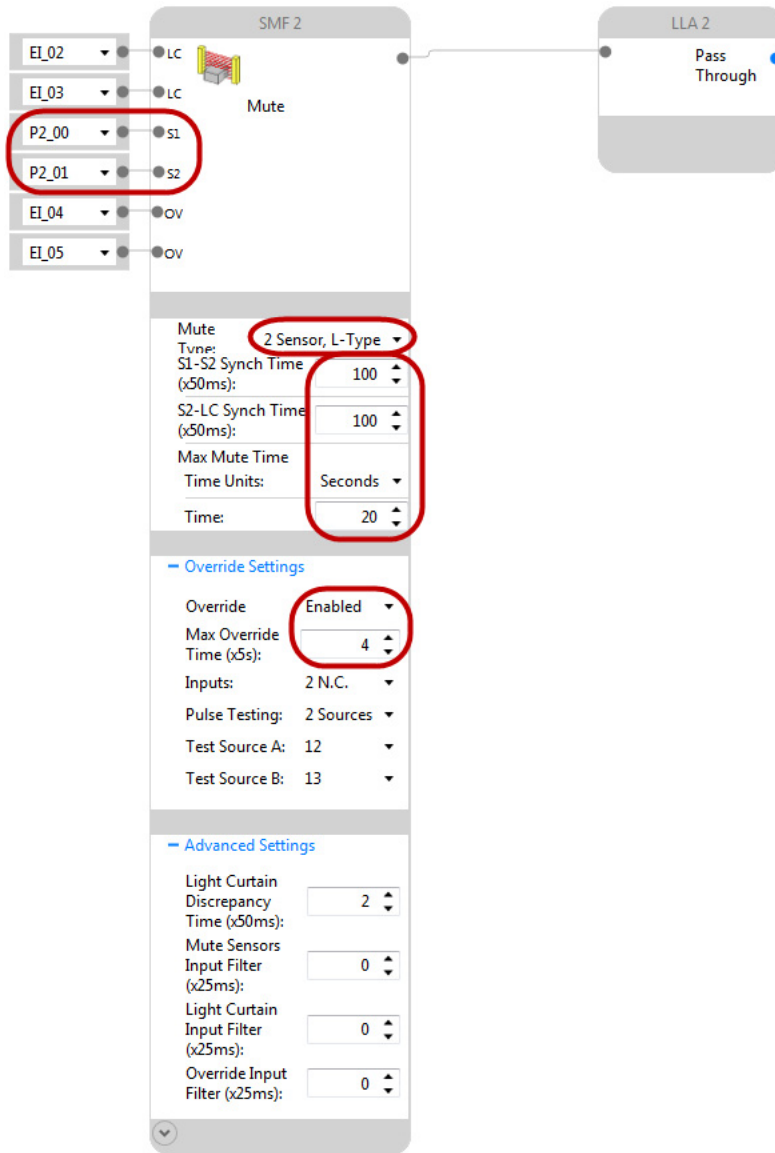 SMF 2
LLA 2
EI_02
LC
Pass
Through
EI_03
LC
Mute
P2_00
S1
P2_01
S2
EI_04
OV
EI_05
OV
Mute
Type:
2 Sensor, L-Type
S1-S2 Synch Time
(x50ms):
100
S2-LC Synch Time
(x50ms):
100
Max Mute Time
Time Units:
Seconds
Time:
20
Override Settings
Override
Enabled
Max Override
Time (x5s):
4
Inputs:
2 N.C.
Pulse Testing:
2 Sources
Test Source A:
12
Test Source B:
13
Advanced Settings
Light Curtain
Discrepancy
Time (x50ms):
2
Mute Sensors
Input Filter
(x25ms):
0
Light Curtain
Input Filter
(x25ms):
0
Override Input
Filter (x25ms):
0